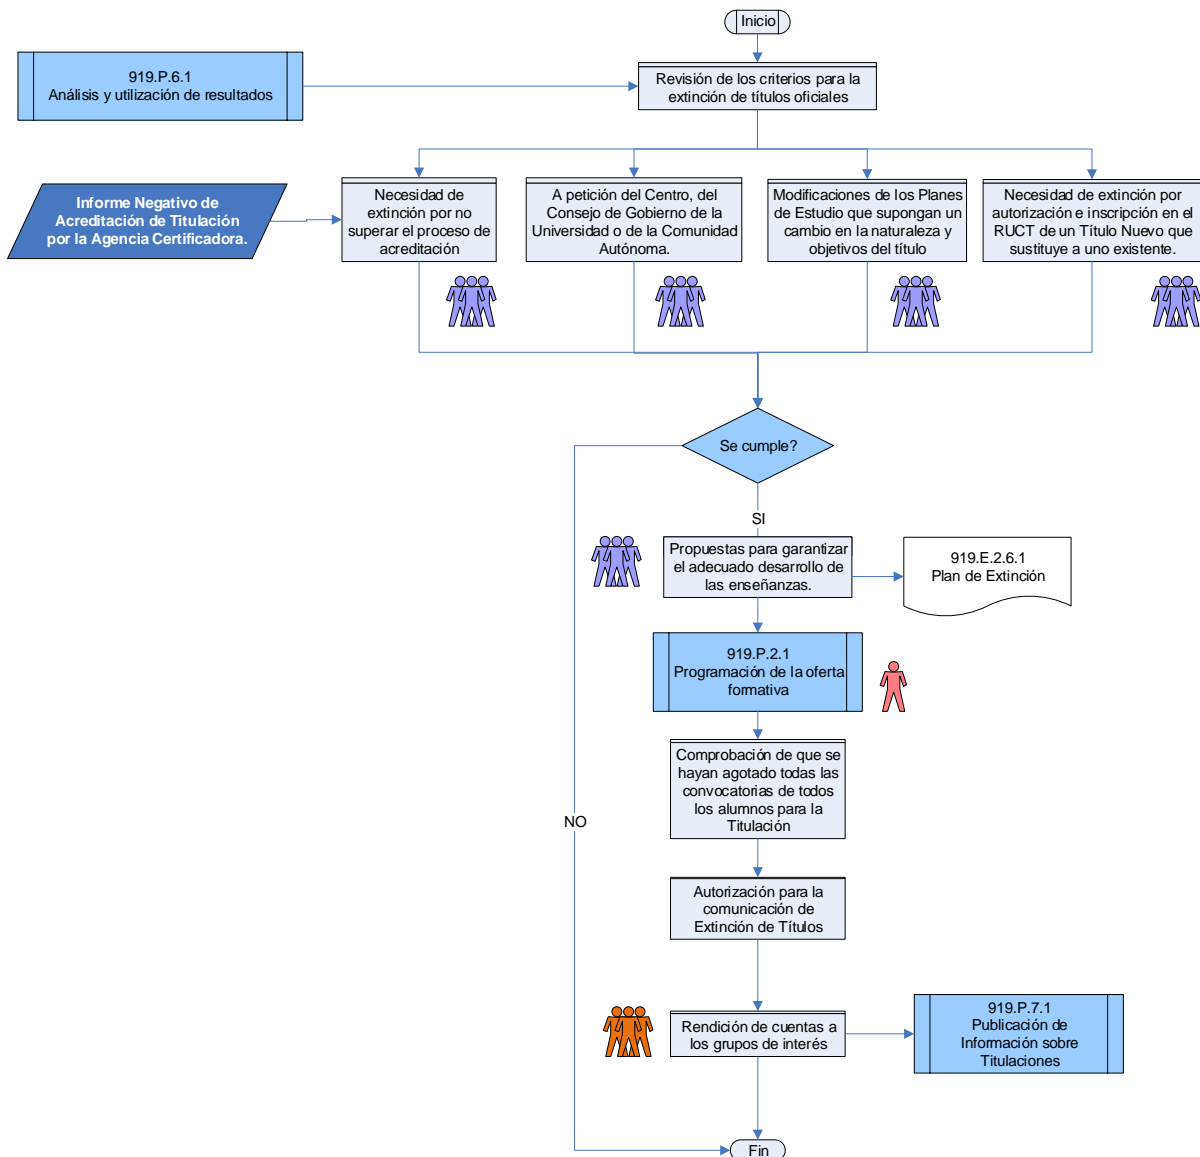 Inicio
919.P.6.1
Análisis y utilización de resultados
Revisión de los criterios para la
extinción de títulos oficiales
Informe Negativo de
Acreditación de Titulación
por la Agencia Certificadora.
Necesidad de
extinción por no
superar el proceso de
acreditación
A petición del Centro, del
Consejo de Gobierno de la
Universidad o de la Comunidad
Autónoma.
Modificaciones de los Planes
de Estudio que supongan un
cambio en la naturaleza y
objetivos del título
Necesidad de extinción por
autorización e inscripción en el
RUCT de un Título Nuevo que
sustituye a uno existente.
Se cumple?
SI
Propuestas para garantizar
el adecuado desarrollo de
las enseñanzas.
919.E.2.6.1
Plan de Extinción
919.P.2.1
Programación de la oferta
formativa
Comprobación de que se
hayan agotado todas las
convocatorias de todos
los alumnos para la
Titulación
NO
Autorización para la
comunicación de
Extinción de Títulos
Rendición de cuentas a
los grupos de interés
919.P.7.1
Publicación de
Información sobre
Titulaciones
Fin